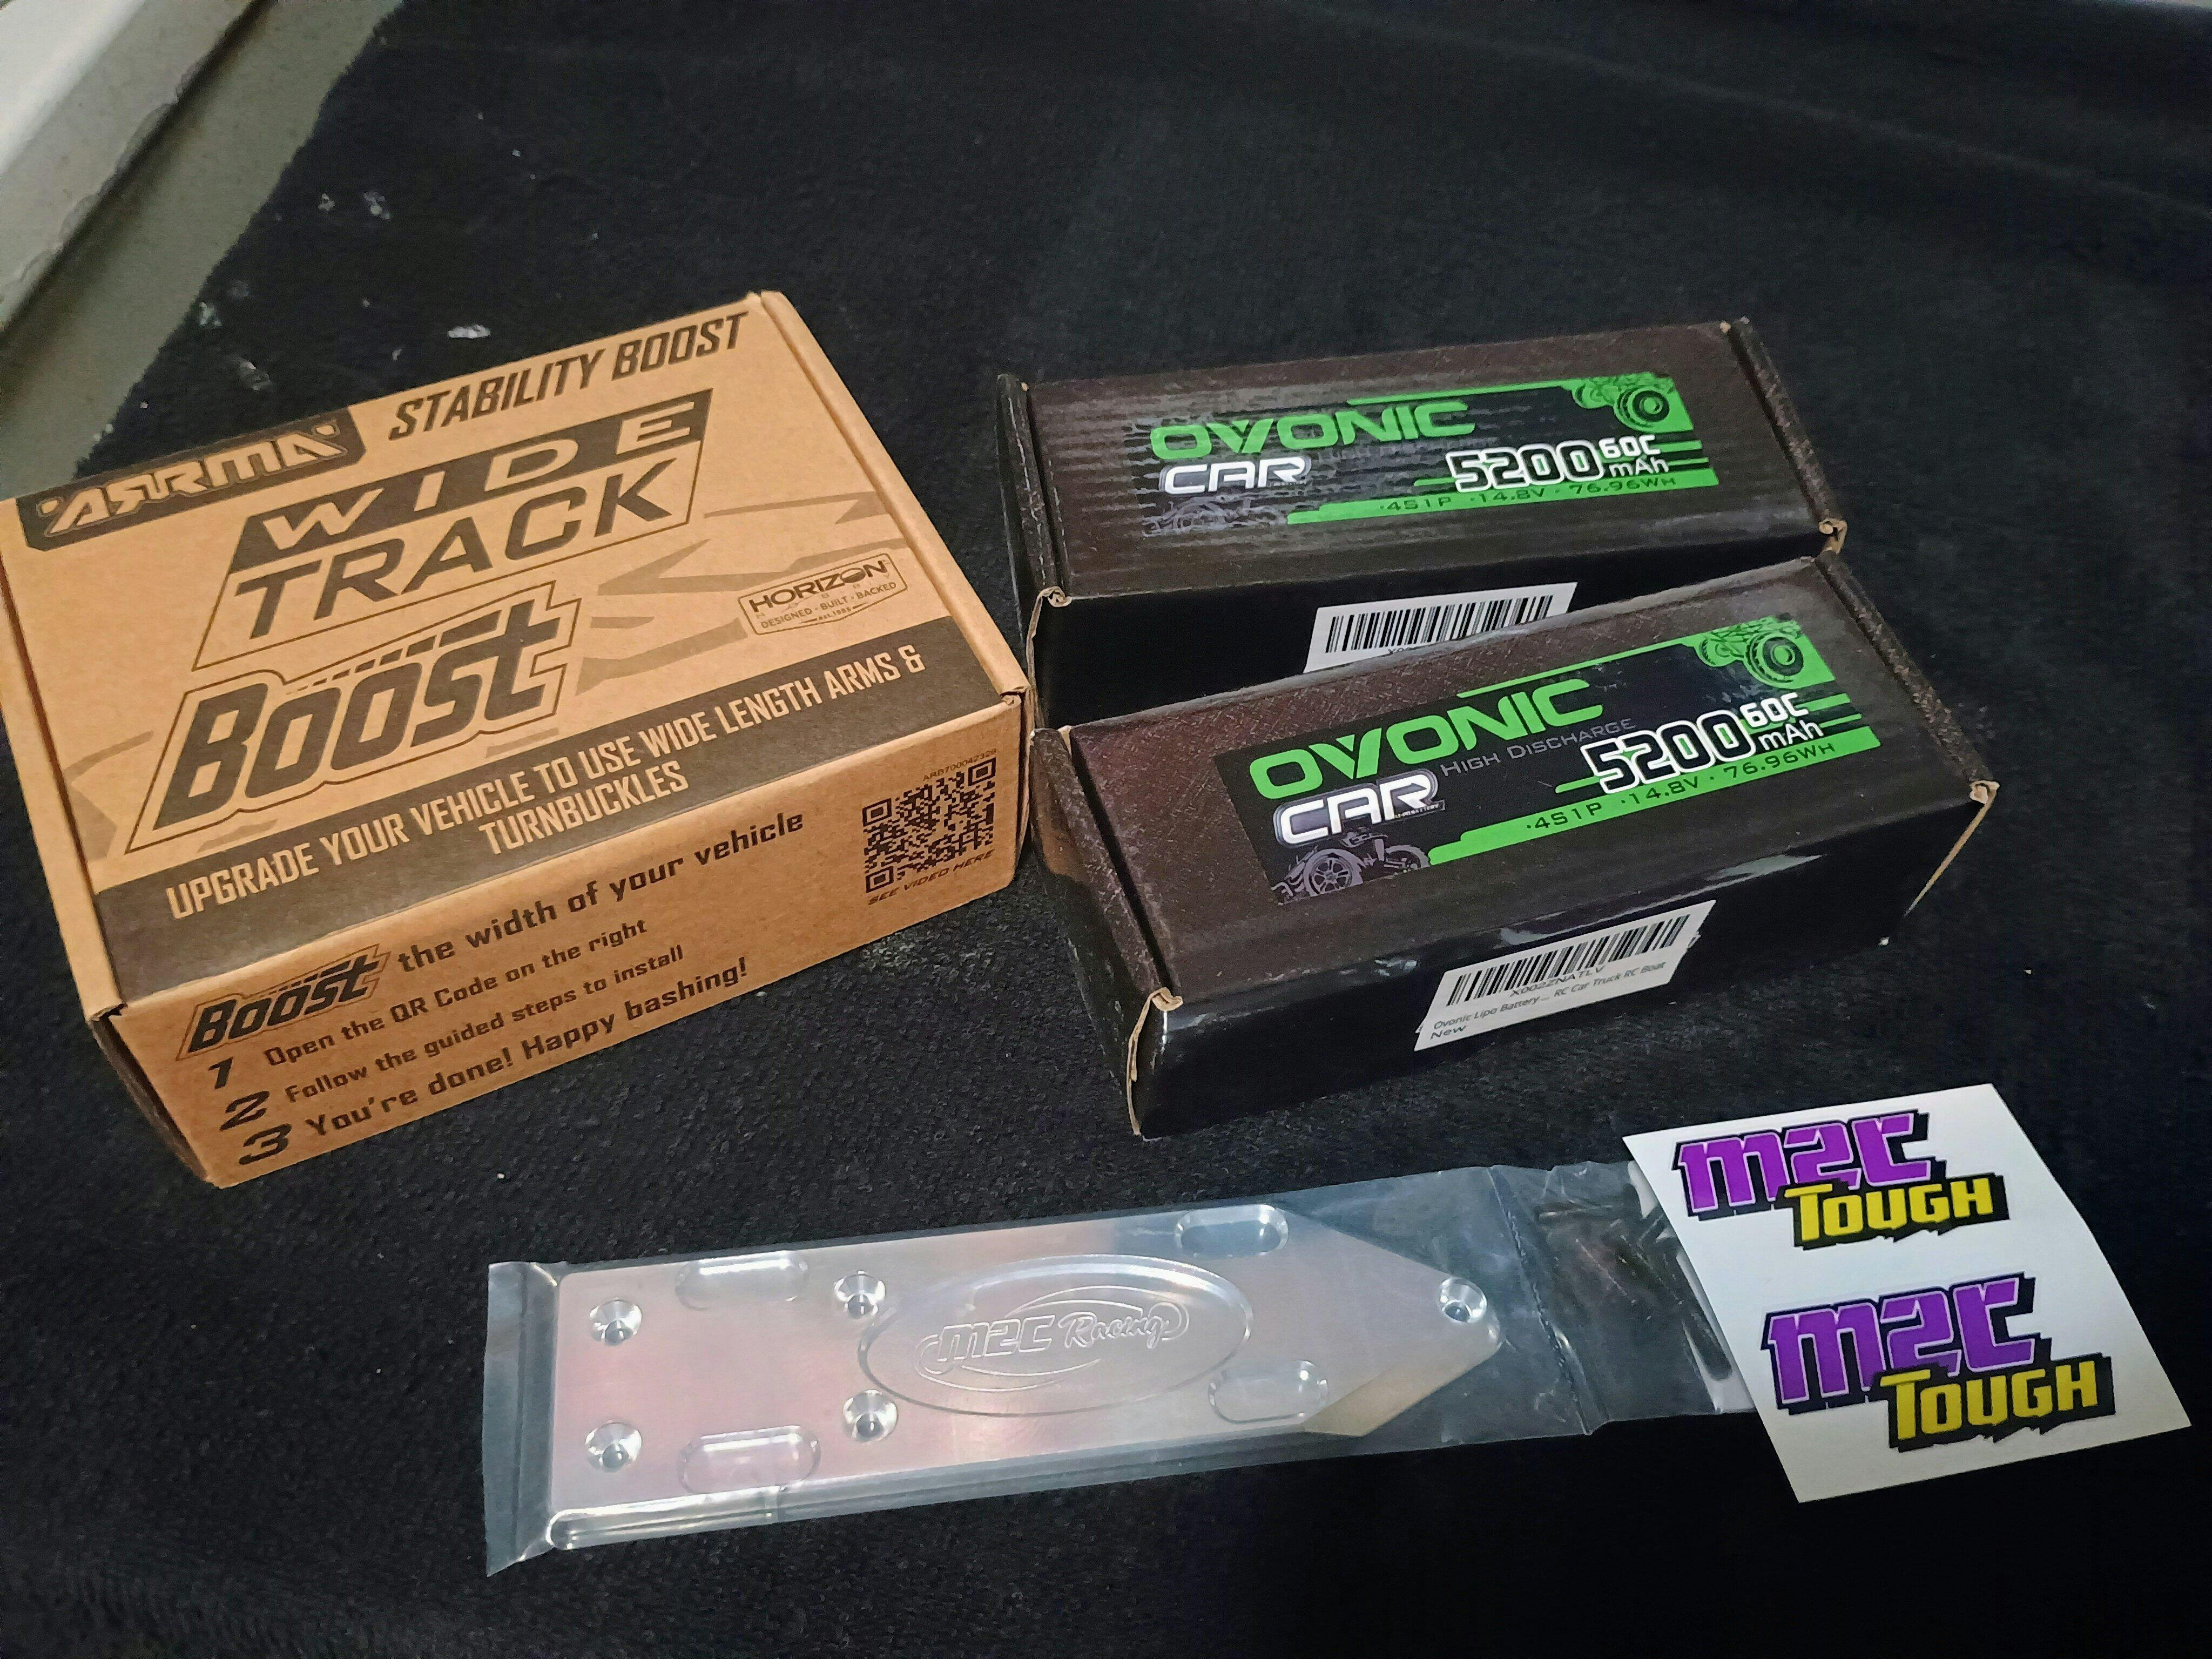 ARRMA
STABILITY BOOST
WIDE
TRACK
BOOST
HORIZON
HOBBY
DESIGNED · BUILT · BACKED
UPGRADE YOUR VEHICLE TO USE WIDE LENGTH ARMS &
TURNBUCKLES
BOOST the width of your vehicle
1 Open the QR Code on the right
2 Follow the guided steps to install
3 You're done! Happy bashing!
SEE VIDEO HERE
OVONIC
CAR
5200 60C
mAh
·4S1P ·14.8V · 76.96WH
OVONIC
HIGH DISCHARGE
CAR
5200 60C
mAh
·4S1P ·14.8V · 76.96WH
X002ZNATLV
Ovonic Lipo Battery ... RC Car Truck RC Boat
New
M2C Racing
M2C
TOUGH
M2C
TOUGH